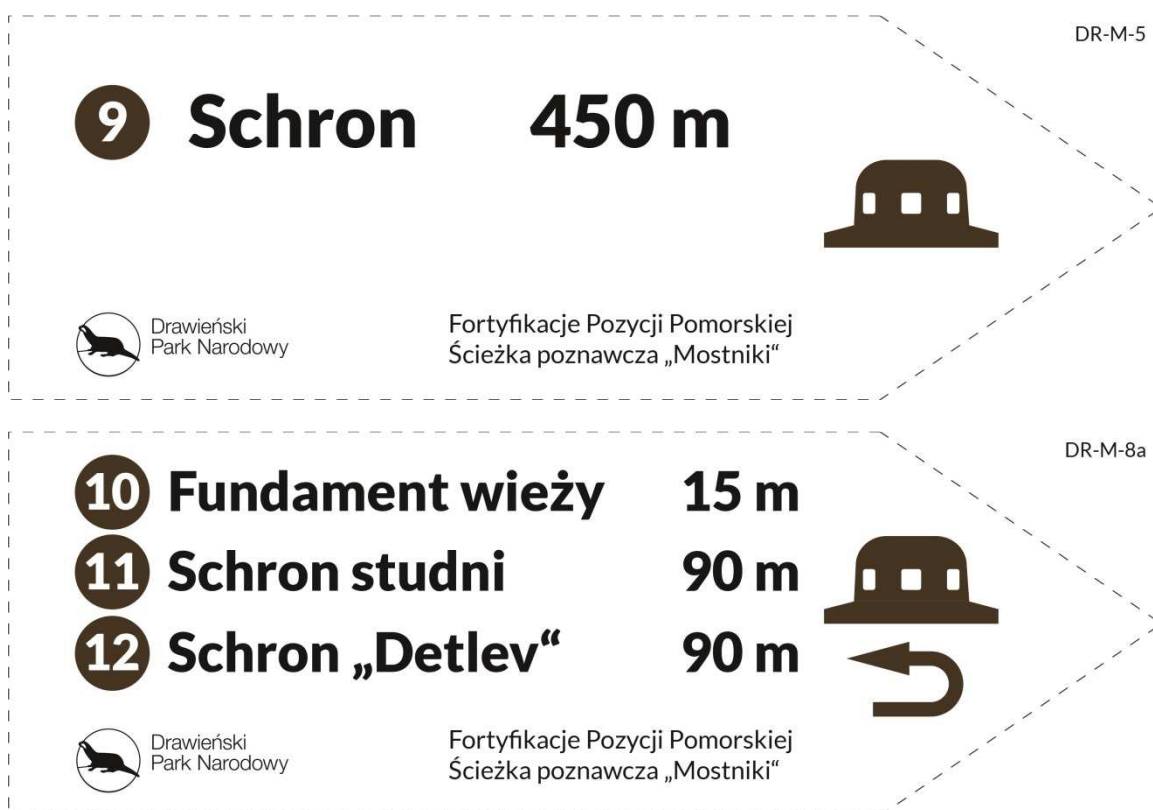 DR-M-5
9 Schron 450 m
Drawieński
Park Narodowy
Fortyfikacje Pozycji Pomorskiej
Ścieżka poznawcza „Mostniki“
DR-M-8a
10 Fundament wieży 15 m
11 Schron studni 90 m
12 Schron „Detlev“ 90 m
Drawieński
Park Narodowy
Fortyfikacje Pozycji Pomorskiej
Ścieżka poznawcza „Mostniki“